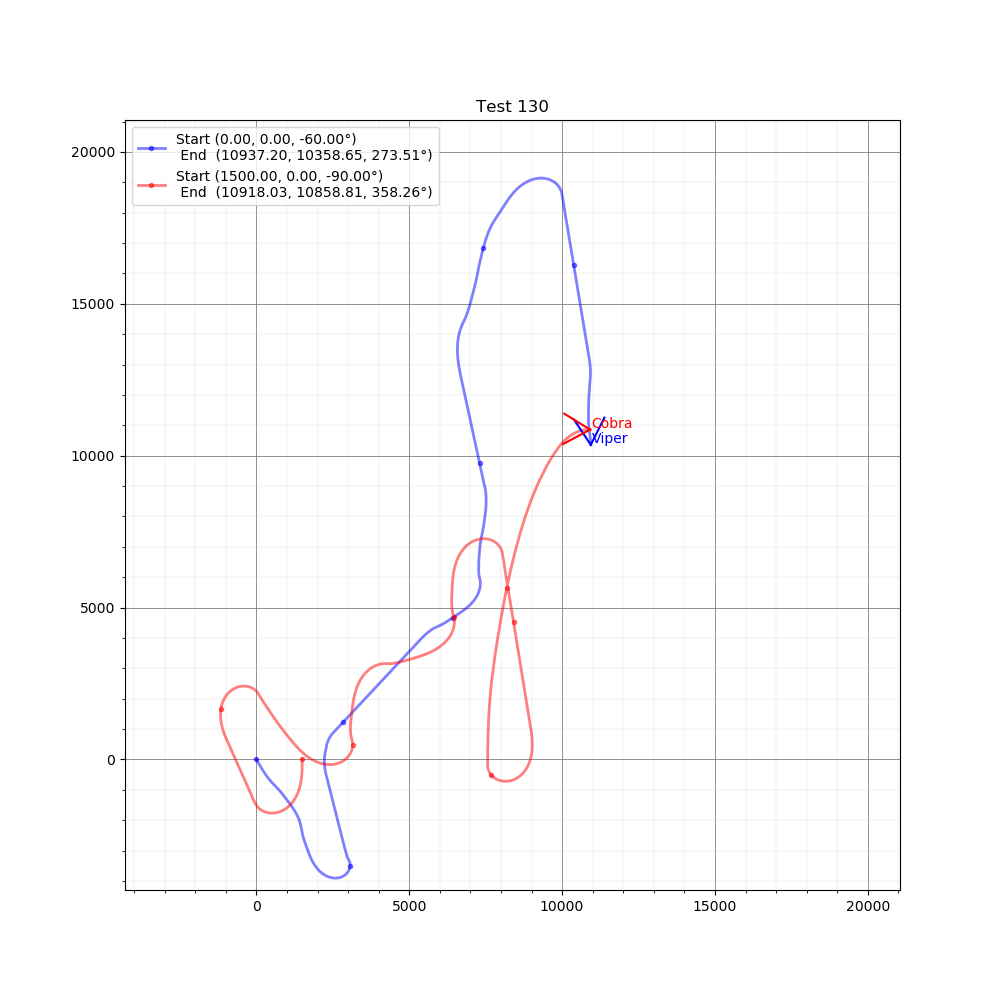 Test 130
Start (0.00, 0.00, -60.00°)
End  (10937.20, 10358.65, 273.51°)
Start (1500.00, 0.00, -90.00°)
End  (10918.03, 10858.81, 358.26°)
20000
15000
10000
5000
0
Cobra
Viper
0
5000
10000
15000
20000